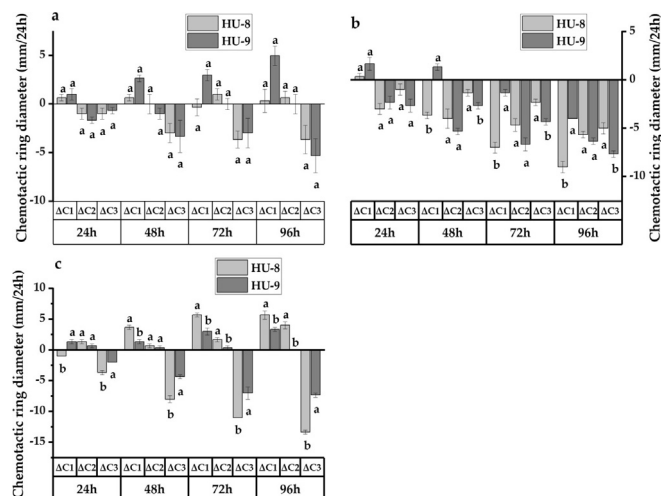 a
HU-8
HU-9
Chemotactic ring diameter (mm/24h)
10
5
0
-5
-10
a a a a a a
a a a a a a
a a a a a a
a a a a a a
ΔC1 ΔC2 ΔC3 ΔC1 ΔC2 ΔC3 ΔC1 ΔC2 ΔC3 ΔC1 ΔC2 ΔC3
24h 48h 72h 96h
b
HU-8
HU-9
Chemotactic ring diameter (mm/24h)
5
0
-5
-10
a a a a a a
b a a a a b
b a a a a b
b a a a a b
ΔC1 ΔC2 ΔC3 ΔC1 ΔC2 ΔC3 ΔC1 ΔC2 ΔC3 ΔC1 ΔC2 ΔC3
24h 48h 72h 96h
c
HU-8
HU-9
Chemotactic ring diameter (mm/24h)
10
5
0
-5
-10
-15
b a a a b a
a b a a b a
a b a b b a
a b a b b a
ΔC1 ΔC2 ΔC3 ΔC1 ΔC2 ΔC3 ΔC1 ΔC2 ΔC3 ΔC1 ΔC2 ΔC3
24h 48h 72h 96h